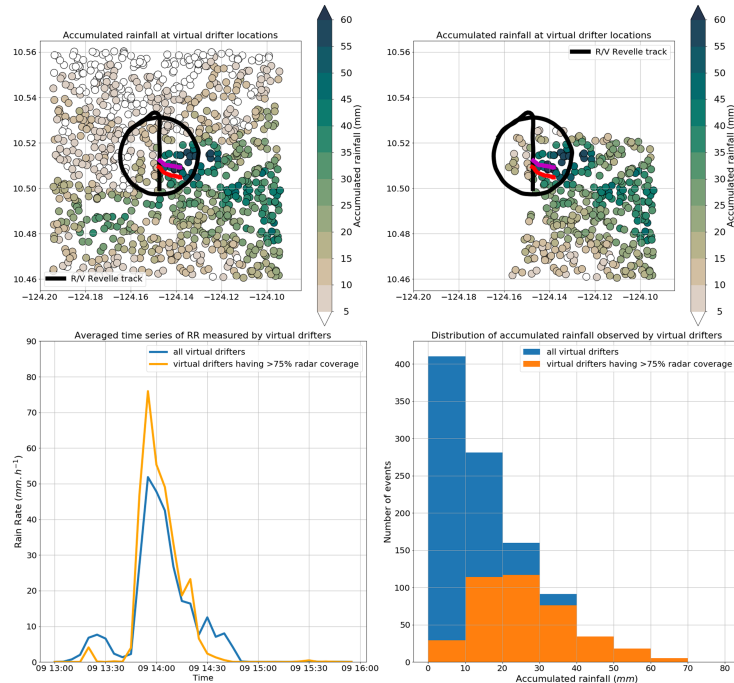 Accumulated rainfall at virtual drifter locations
10.56
10.54
10.52
10.50
10.48
10.46
−124.20 −124.18 −124.16 −124.14 −124.12 −124.10
R/V Revelle track
60
55
50
45
40
35
30
25
20
15
10
5
Accumulated rainfall (mm)
Accumulated rainfall at virtual drifter locations
R/V Revelle track
10.56
10.54
10.52
10.50
10.48
10.46
−124.20 −124.18 −124.16 −124.14 −124.12 −124.10
60
55
50
45
40
35
30
25
20
15
10
5
Accumulated rainfall (mm)
Averaged time series of RR measured by virtual drifters
all virtual drifters
virtual drifters having >75% radar coverage
90
80
70
60
50
40
30
20
10
0
Rain Rate (mm.h⁻¹)
09 13:00 09 13:30 09 14:00 09 14:30 09 15:00 09 15:30 09 16:00
Time
Distribution of accumulated rainfall observed by virtual drifters
all virtual drifters
virtual drifters having >75% radar coverage
400
350
300
250
200
150
100
50
0
Number of events
0 10 20 30 40 50 60 70 80
Accumulated rainfall (mm)